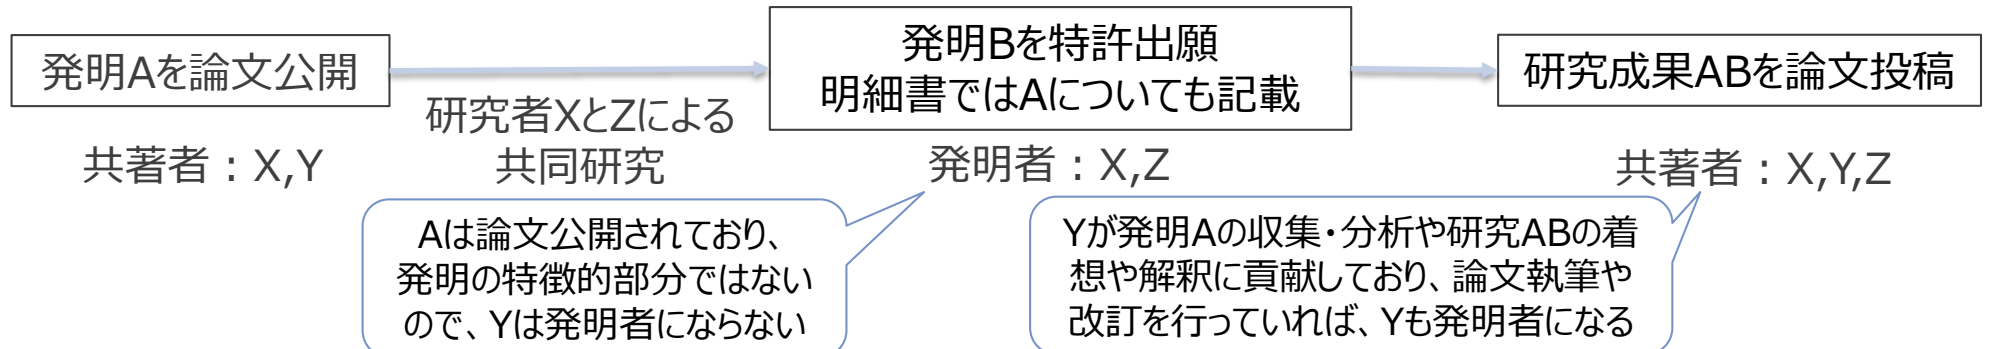 発明Aを論文公開
共著者：X,Y
研究者XとZによる
共同研究
発明Bを特許出願
明細書ではAについても記載
発明者：X,Z
Aは論文公開されており、
発明の特徴的部分ではない
ので、Yは発明者にならない
研究成果ABを論文投稿
共著者：X,Y,Z
Yが発明Aの収集・分析や研究ABの着
想や解釈に貢献しており、論文執筆や
改訂を行っていれば、Yも発明者になる